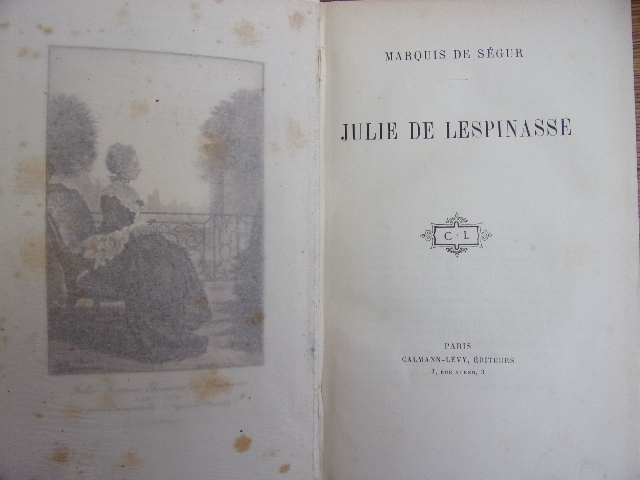 MARQUIS DE SÉGUR
JULIE DE LESPINASSE
C · L
PARIS
CALMANN-LÉVY, ÉDITEURS
3, RUE AUBER, 3